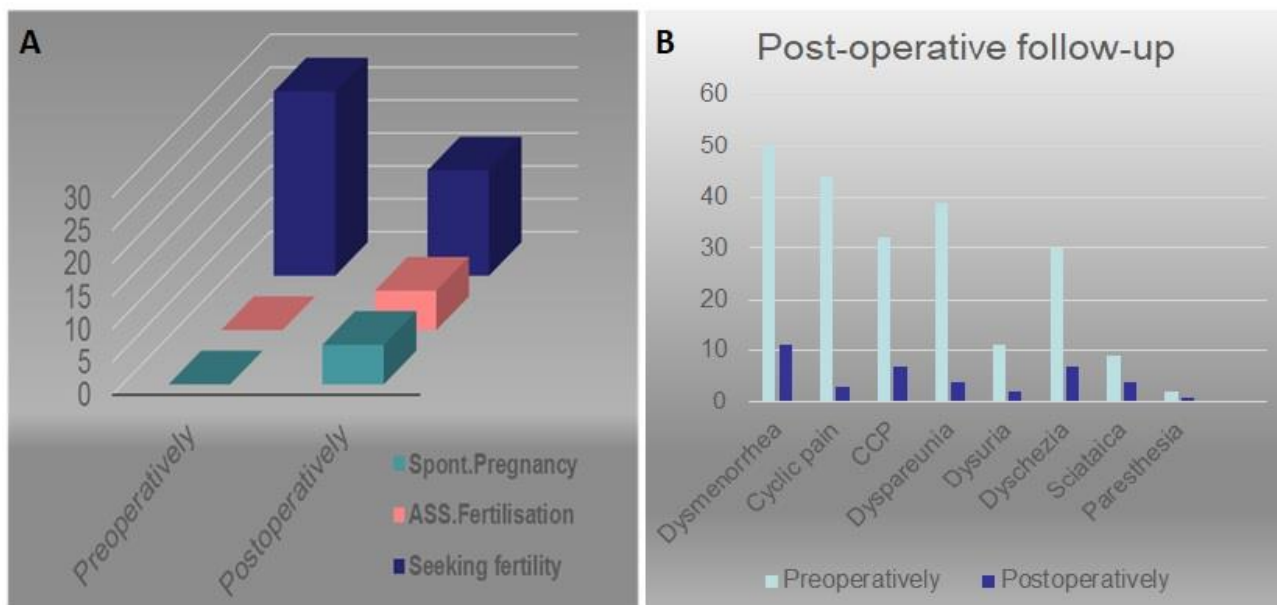 A
30
25
20
15
10
5
0
Preoperatively
Postoperatively
Spont.Pregnancy
ASS.Fertilisation
Seeking fertility
B
Post-operative follow-up
60
50
40
30
20
10
0
Dysmenorrhea
Cyclic pain
CCP
Dyspareunia
Dysuria
Dyschezia
Sciataica
Paresthesia
Preoperatively Postoperatively